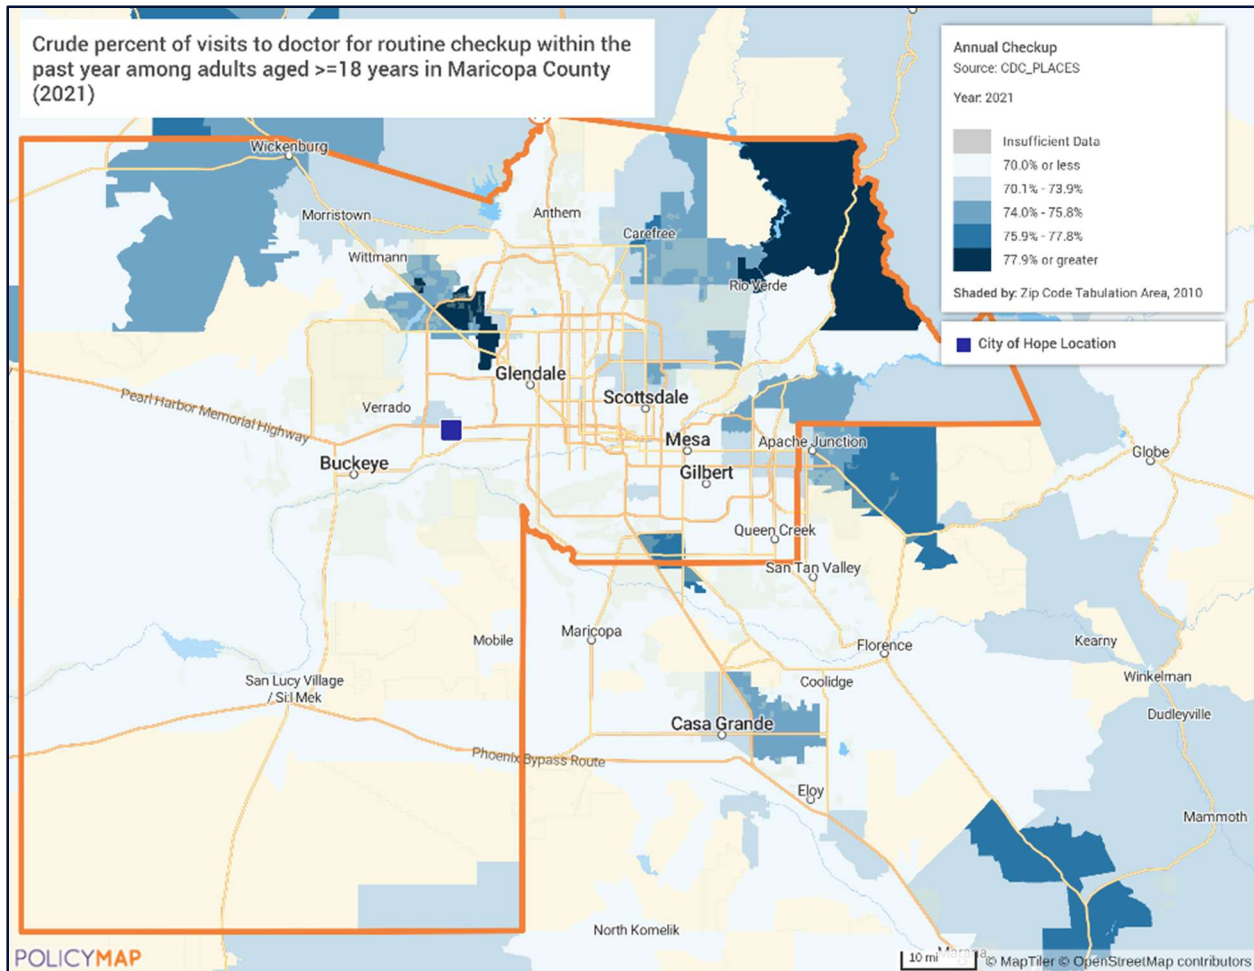 Crude percent of visits to doctor for routine checkup within the
past year among adults aged >=18 years in Maricopa County
(2021)
Annual Checkup
Source: CDC_PLACES
Year: 2021
Insufficient Data
70.0% or less
70.1% - 73.9%
74.0% - 75.8%
75.9% - 77.8%
77.9% or greater
Shaded by: Zip Code Tabulation Area, 2010
City of Hope Location
Wickenburg
Morristown
Anthem
Carefree
Wittmann
Rio Verde
Glendale
Scottsdale
Pearl Harbor Memorial Highway
Verrado
Mesa
Apache Junction
Globe
Buckeye
Gilbert
Queen Creek
San Tan Valley
Maricopa
Mobile
Florence
Kearny
San Lucy Village
/ Si:l Mek
Coolidge
Winkelman
Dudleyville
Casa Grande
Phoenix Bypass Route
Eloy
Mammoth
North Komelik
Marana
POLICYMAP
10 mi
© MapTiler © OpenStreetMap contributors